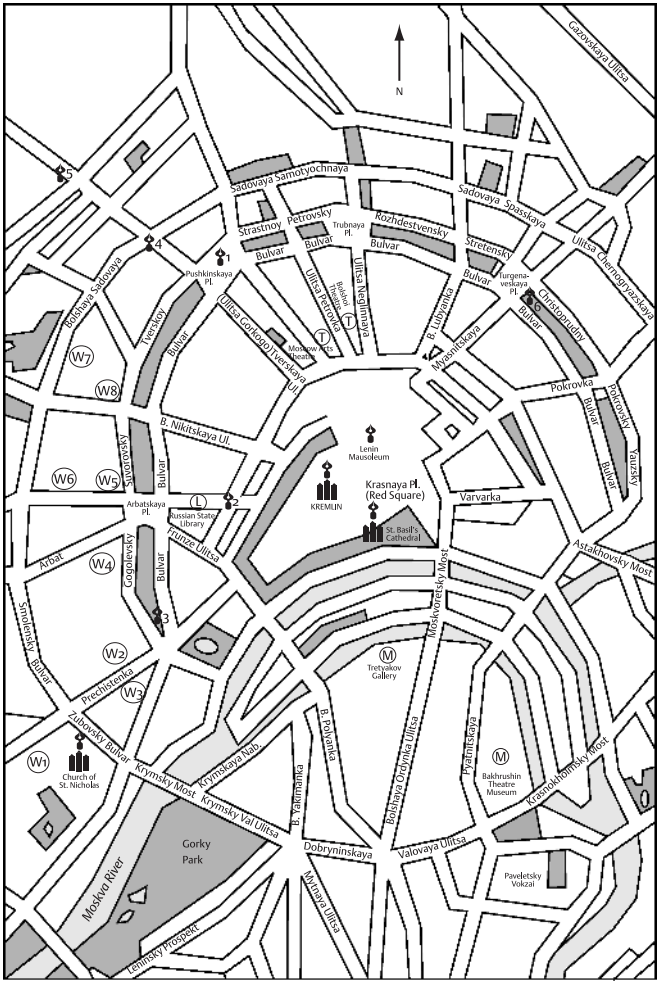 Gazovskaya Ulitsa
N
5
Sadovaya Samotyochnaya
Sadovaya Spasskaya
Ulitsa Chernogryazskaya
4
1
Strastnoy
Petrovsky
Trubnaya
Pl.
Rozhdestvensky
Stretensky
Bulvar
Bulvar
Bulvar
Bulvar
Pushkinskaya
Pl.
Turgena-
veskaya
Pl.
6
Christoprudny
Bulvar
Bolshaya Sadovaya
Tverskoy
Bulvar
(Ulitsa Gorkogo)
Tverskaya
Ul.
Ulitsa Petrovka
Bolshoi
Theatre
T
Ulitsa Neglinnaya
B. Lubyanka
Myasnitskaya
T
Moscow Arts
Theatre
W7
W8
Pokrovka
Pokrovsky
Bulvar
Yauzsky
Bulvar
B. Nikitskaya Ul.
Suvorovsky
Bulvar
Lenin
Mausoleum
W6
W5
KREMLIN
Krasnaya Pl.
(Red Square)
Varvarka
L
2
Arbatskaya
Pl.
Russian State
Library
St. Basil's
Cathedral
Frunze Ulitsa
Arbat
W4
Gogolevsky
Bulvar
Astakhovsky Most
Moskvoretsky Most
Smolensky
Bulvar
3
W2
Prechistenka
W3
M
Tretyakov
Gallery
Zubovsky Bulvar
W1
Church of
St. Nicholas
B. Polyanka
Bolshaya Ordynka Ulitsa
Pyatnitskaya
M
Bakhrushin
Theatre
Museum
Krasnokholmsky Most
Krymskaya Nab.
Krymsky Most
Krymsky Val Ulitsa
B. Yakimanka
Dobryninskaya
Valovaya Ulitsa
Gorky
Park
Moskva River
Mytnaya Ulitsa
Paveletsky
Vokzai
Leninsky Prospekt